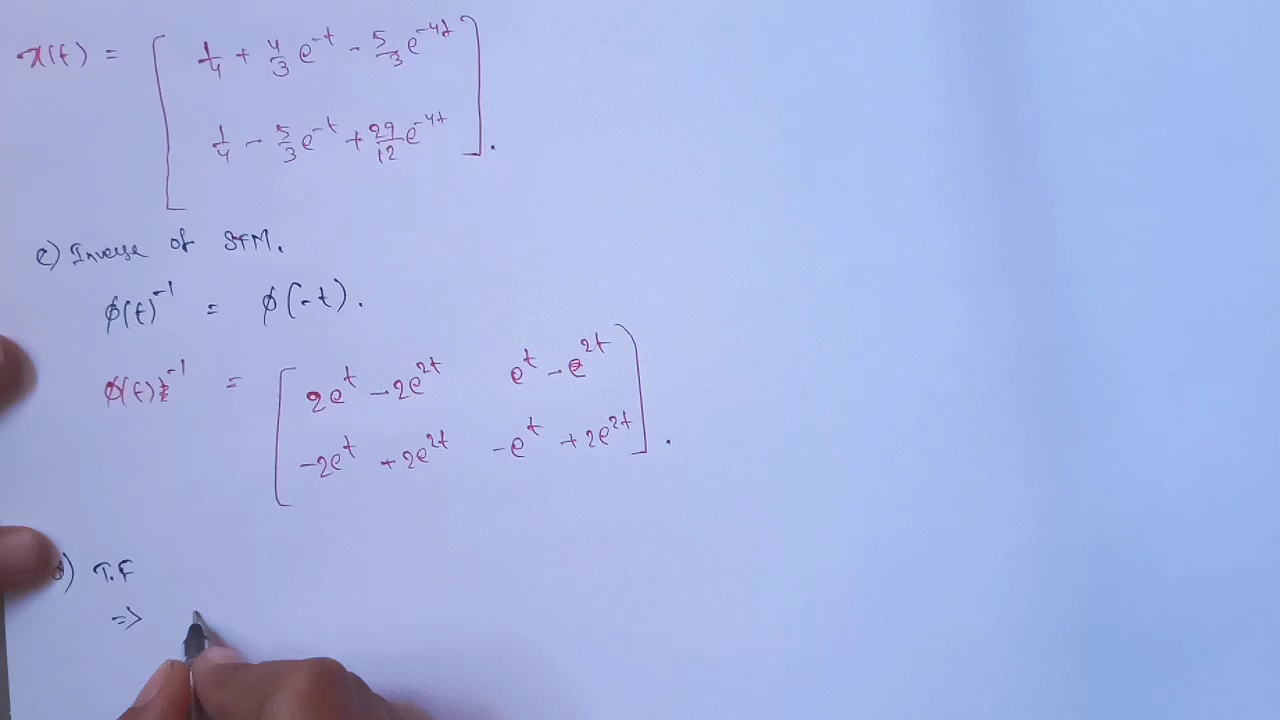 x(t) = [ 1/4 + 4/3 e^-t - 5/3 e^-4t
1/4 - 5/3 e^-t + 29/12 e^-4t ].
c) Inverse of STM.
ϕ(t)^-1 = ϕ(-t).
ϕ(t)^-1 = [ 2e^t - 2e^2t e^t - e^2t
-2e^t + 2e^2t -e^t + 2e^2t ].
d) T.F
=>